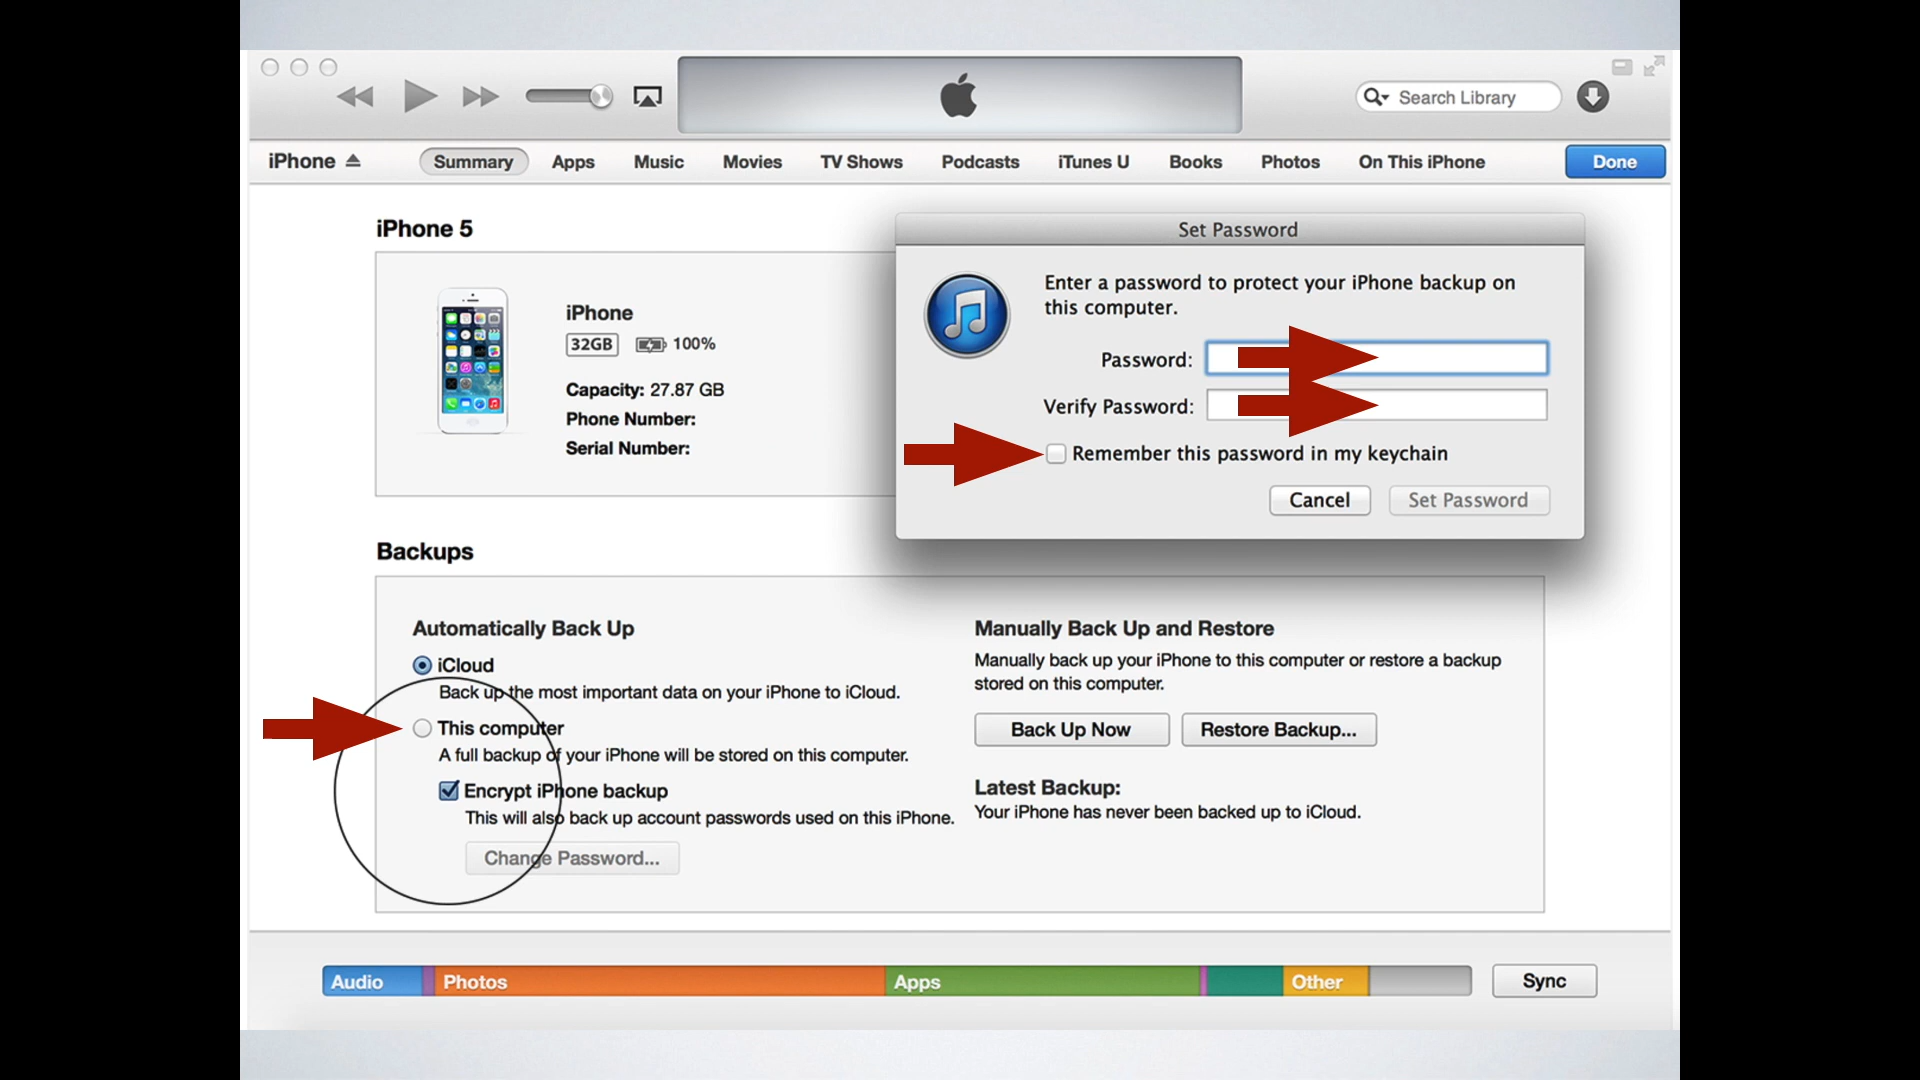 Search Library
iPhone
Summary
Apps
Music
Movies
TV Shows
Podcasts
iTunes U
Books
Photos
On This iPhone
Done
iPhone 5
iPhone
32GB 100%
Capacity: 27.87 GB
Phone Number:
Serial Number:
Set Password
Enter a password to protect your iPhone backup on
this computer.
Password:
Verify Password:
Remember this password in my keychain
Cancel
Set Password
Backups
Automatically Back Up
iCloud
Back up the most important data on your iPhone to iCloud.
This computer
A full backup of your iPhone will be stored on this computer.
Encrypt iPhone backup
This will also back up account passwords used on this iPhone.
Change Password...
Manually Back Up and Restore
Manually back up your iPhone to this computer or restore a backup
stored on this computer.
Back Up Now
Restore Backup...
Latest Backup:
Your iPhone has never been backed up to iCloud.
Audio
Photos
Apps
Other
Sync